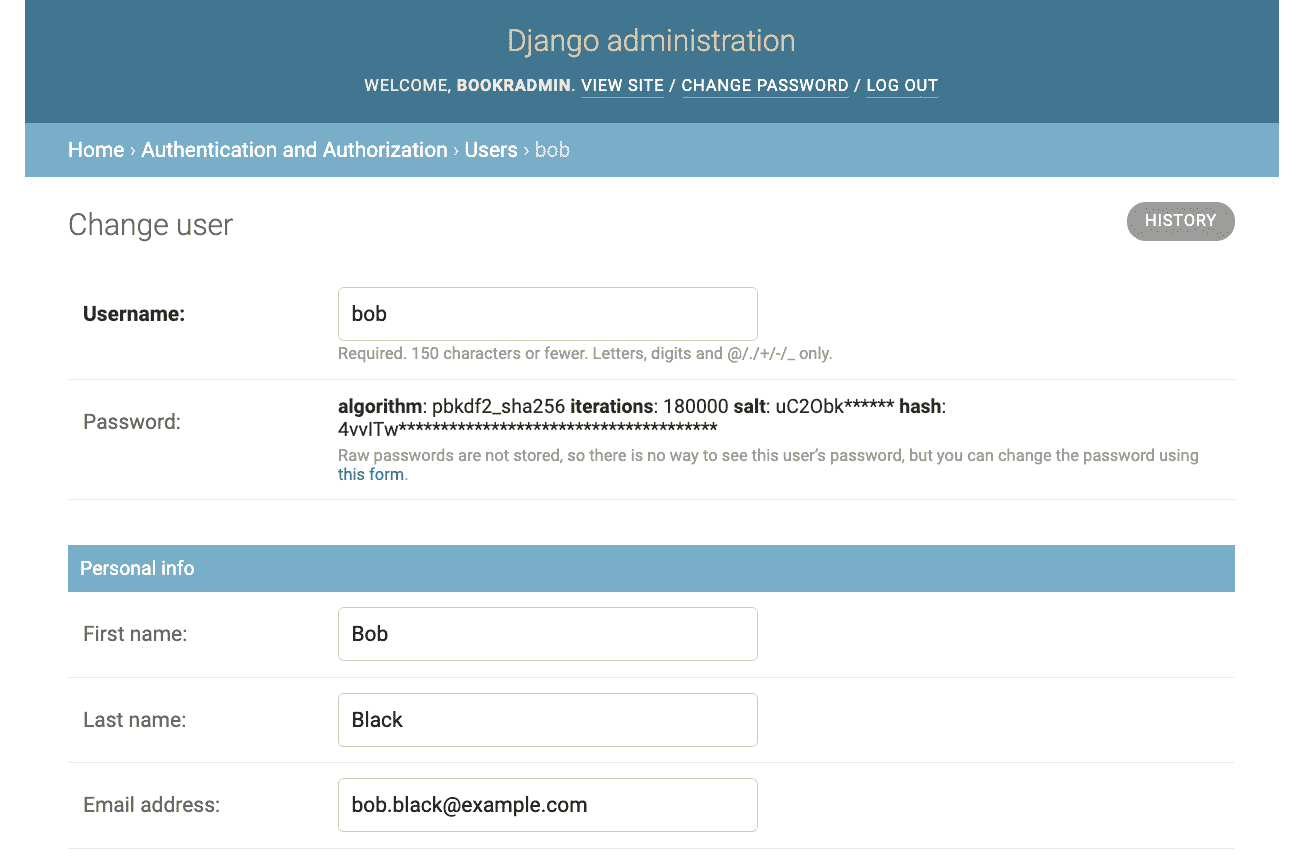 Django administration
WELCOME, BOOKRADMIN. VIEW SITE / CHANGE PASSWORD / LOG OUT
Home › Authentication and Authorization › Users › bob
Change user
HISTORY
Username:
bob
Required. 150 characters or fewer. Letters, digits and @/./+/-/_ only.
Password:
algorithm: pbkdf2_sha256 iterations: 180000 salt: uC2Obk****** hash:
4vvITw**************************************
Raw passwords are not stored, so there is no way to see this user’s password, but you can change the password using
this form.
Personal info
First name:
Bob
Last name:
Black
Email address:
bob.black@example.com